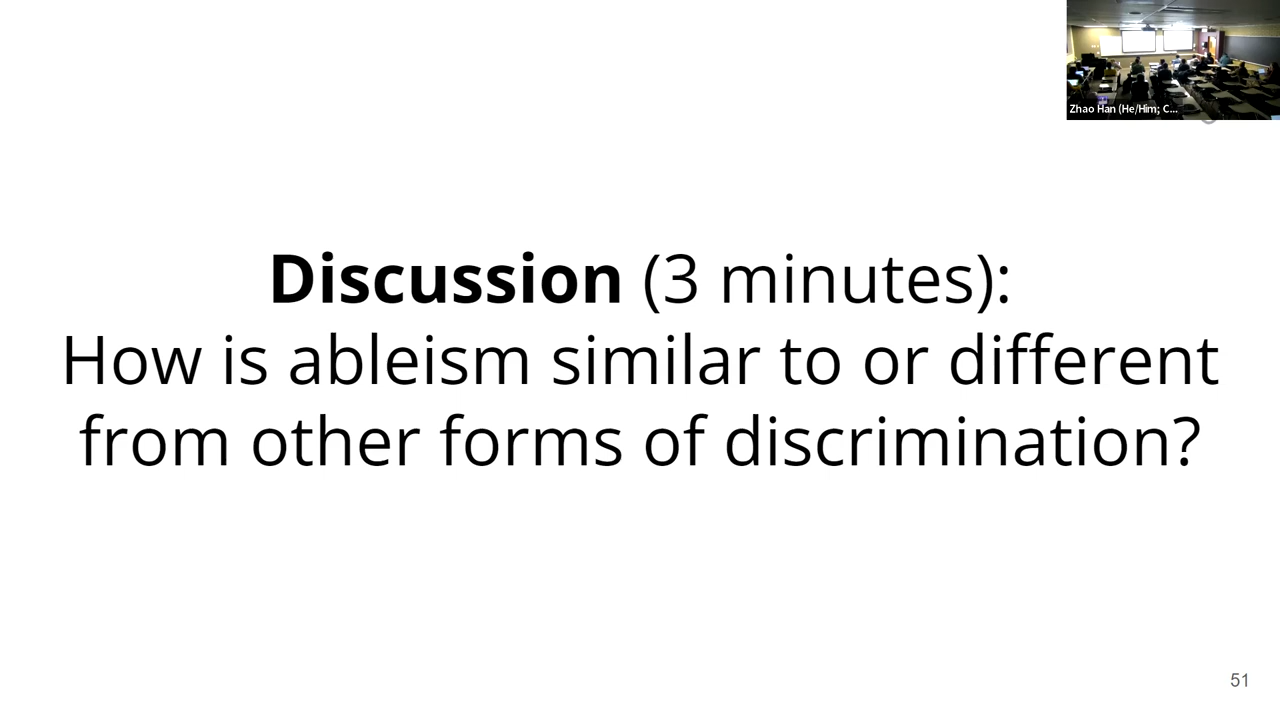 Zhao Han (He/Him; C...
Discussion (3 minutes):
How is ableism similar to or different
from other forms of discrimination?
51